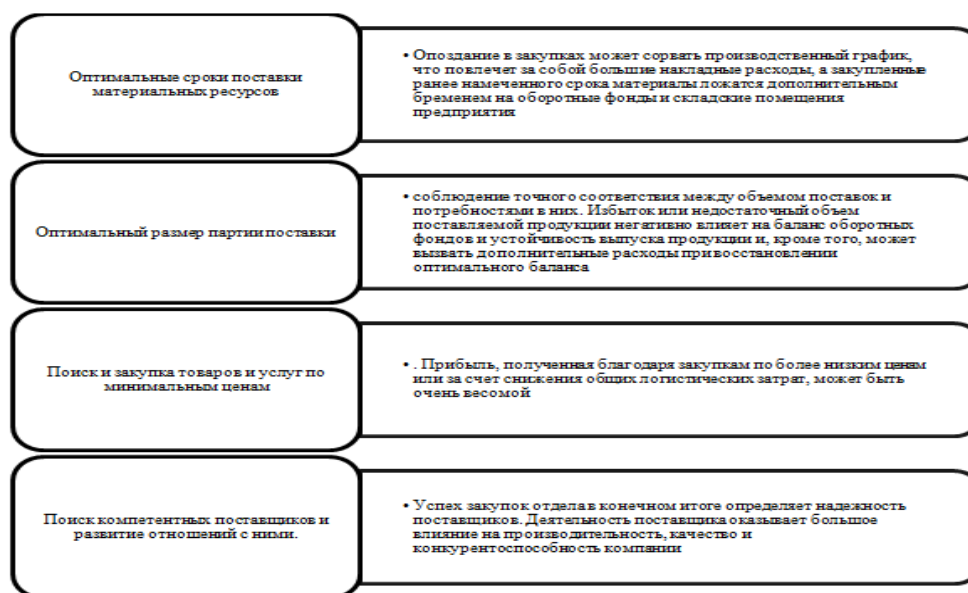 Оптимальные сроки поставки
материальных ресурсов
• Опоздание в закупках может сорвать производственный график,
что повлечет за собой большие накладные расходы, а закупленные
ранее намеченного срока материалы ложатся дополнительным
бременем на оборотные фонды и складские помещения
предприятия
Оптимальный размер партии поставки
• соблюдение точного соответствия между объемом поставок и
потребностями в них. Избыток или недостаточный объем
поставляемой продукции негативно влияет на баланс оборотных
фондов и устойчивость выпуска продукции и, кроме того, может
вызвать дополнительные расходы при восстановлении
оптимального баланса
Поиск и закупка товаров и услуг по
минимальным ценам
• . Прибыль, полученная благодаря закупкам по более низким ценам
или за счет снижения общих логистических затрат, может быть
очень весомой
Поиск компетентных поставщиков и
развитие отношений с ними.
• Успех закупок отдела в конечном итоге определяет надежность
поставщиков. Деятельность поставщика оказывает большое
влияние на производительность, качество и
конкурентоспособность компании